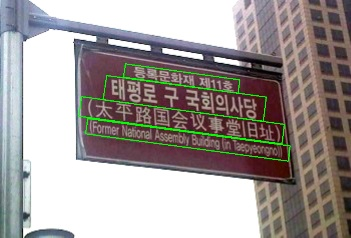 등록문화재 제11호
태평로 구 국회의사당
(太平路国会议事堂(旧址)
(Former National Assembly Building (in Taepyeongno))